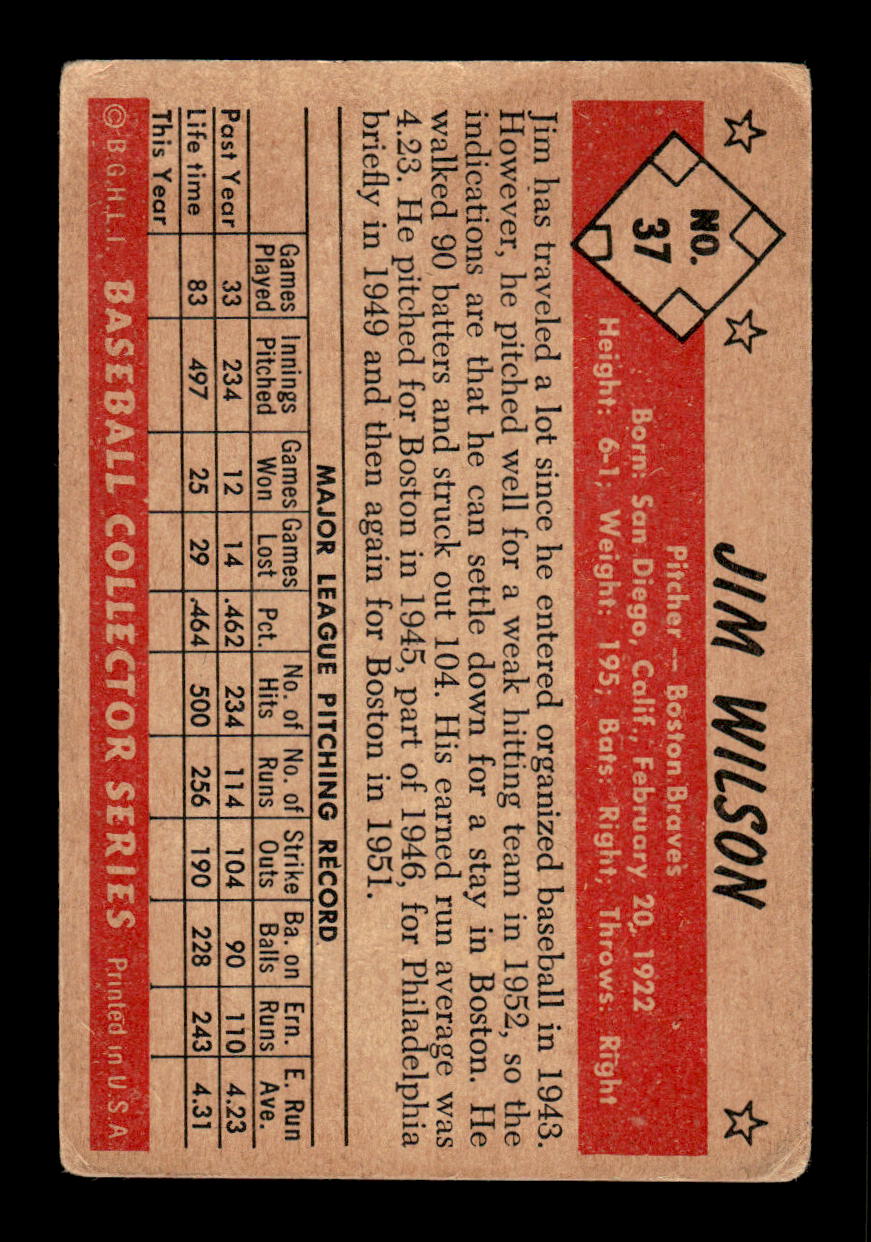 JIM WILSON
NO.
37
Pitcher — Boston Braves
Born: San Diego, Calif., February 20, 1922
Height: 6-1; Weight: 195; Bats: Right; Throws: Right
Jim has traveled a lot since he entered organized baseball in 1943.
However, he pitched well for a weak hitting team in 1952, so the
indications are that he can settle down for a stay in Boston. He
walked 90 batters and struck out 104. His earned run average was
4.23. He pitched for Boston in 1945, part of 1946, for Philadelphia
briefly in 1949 and then again for Boston in 1951.
MAJOR LEAGUE PITCHING RECORD
Games Innings Games Games Pct. No. of No. of Strike Ba. on Ern. E. Run
Played Pitched Won Lost Hits Runs Outs Balls Runs Ave.
Past Year 33 234 12 14 .462 234 114 104 90 110 4.23
Life time 83 497 25 29 .464 500 256 190 228 243 4.31
This Year
© B.G.H.L.I. BASEBALL COLLECTOR SERIES Printed in U.S.A